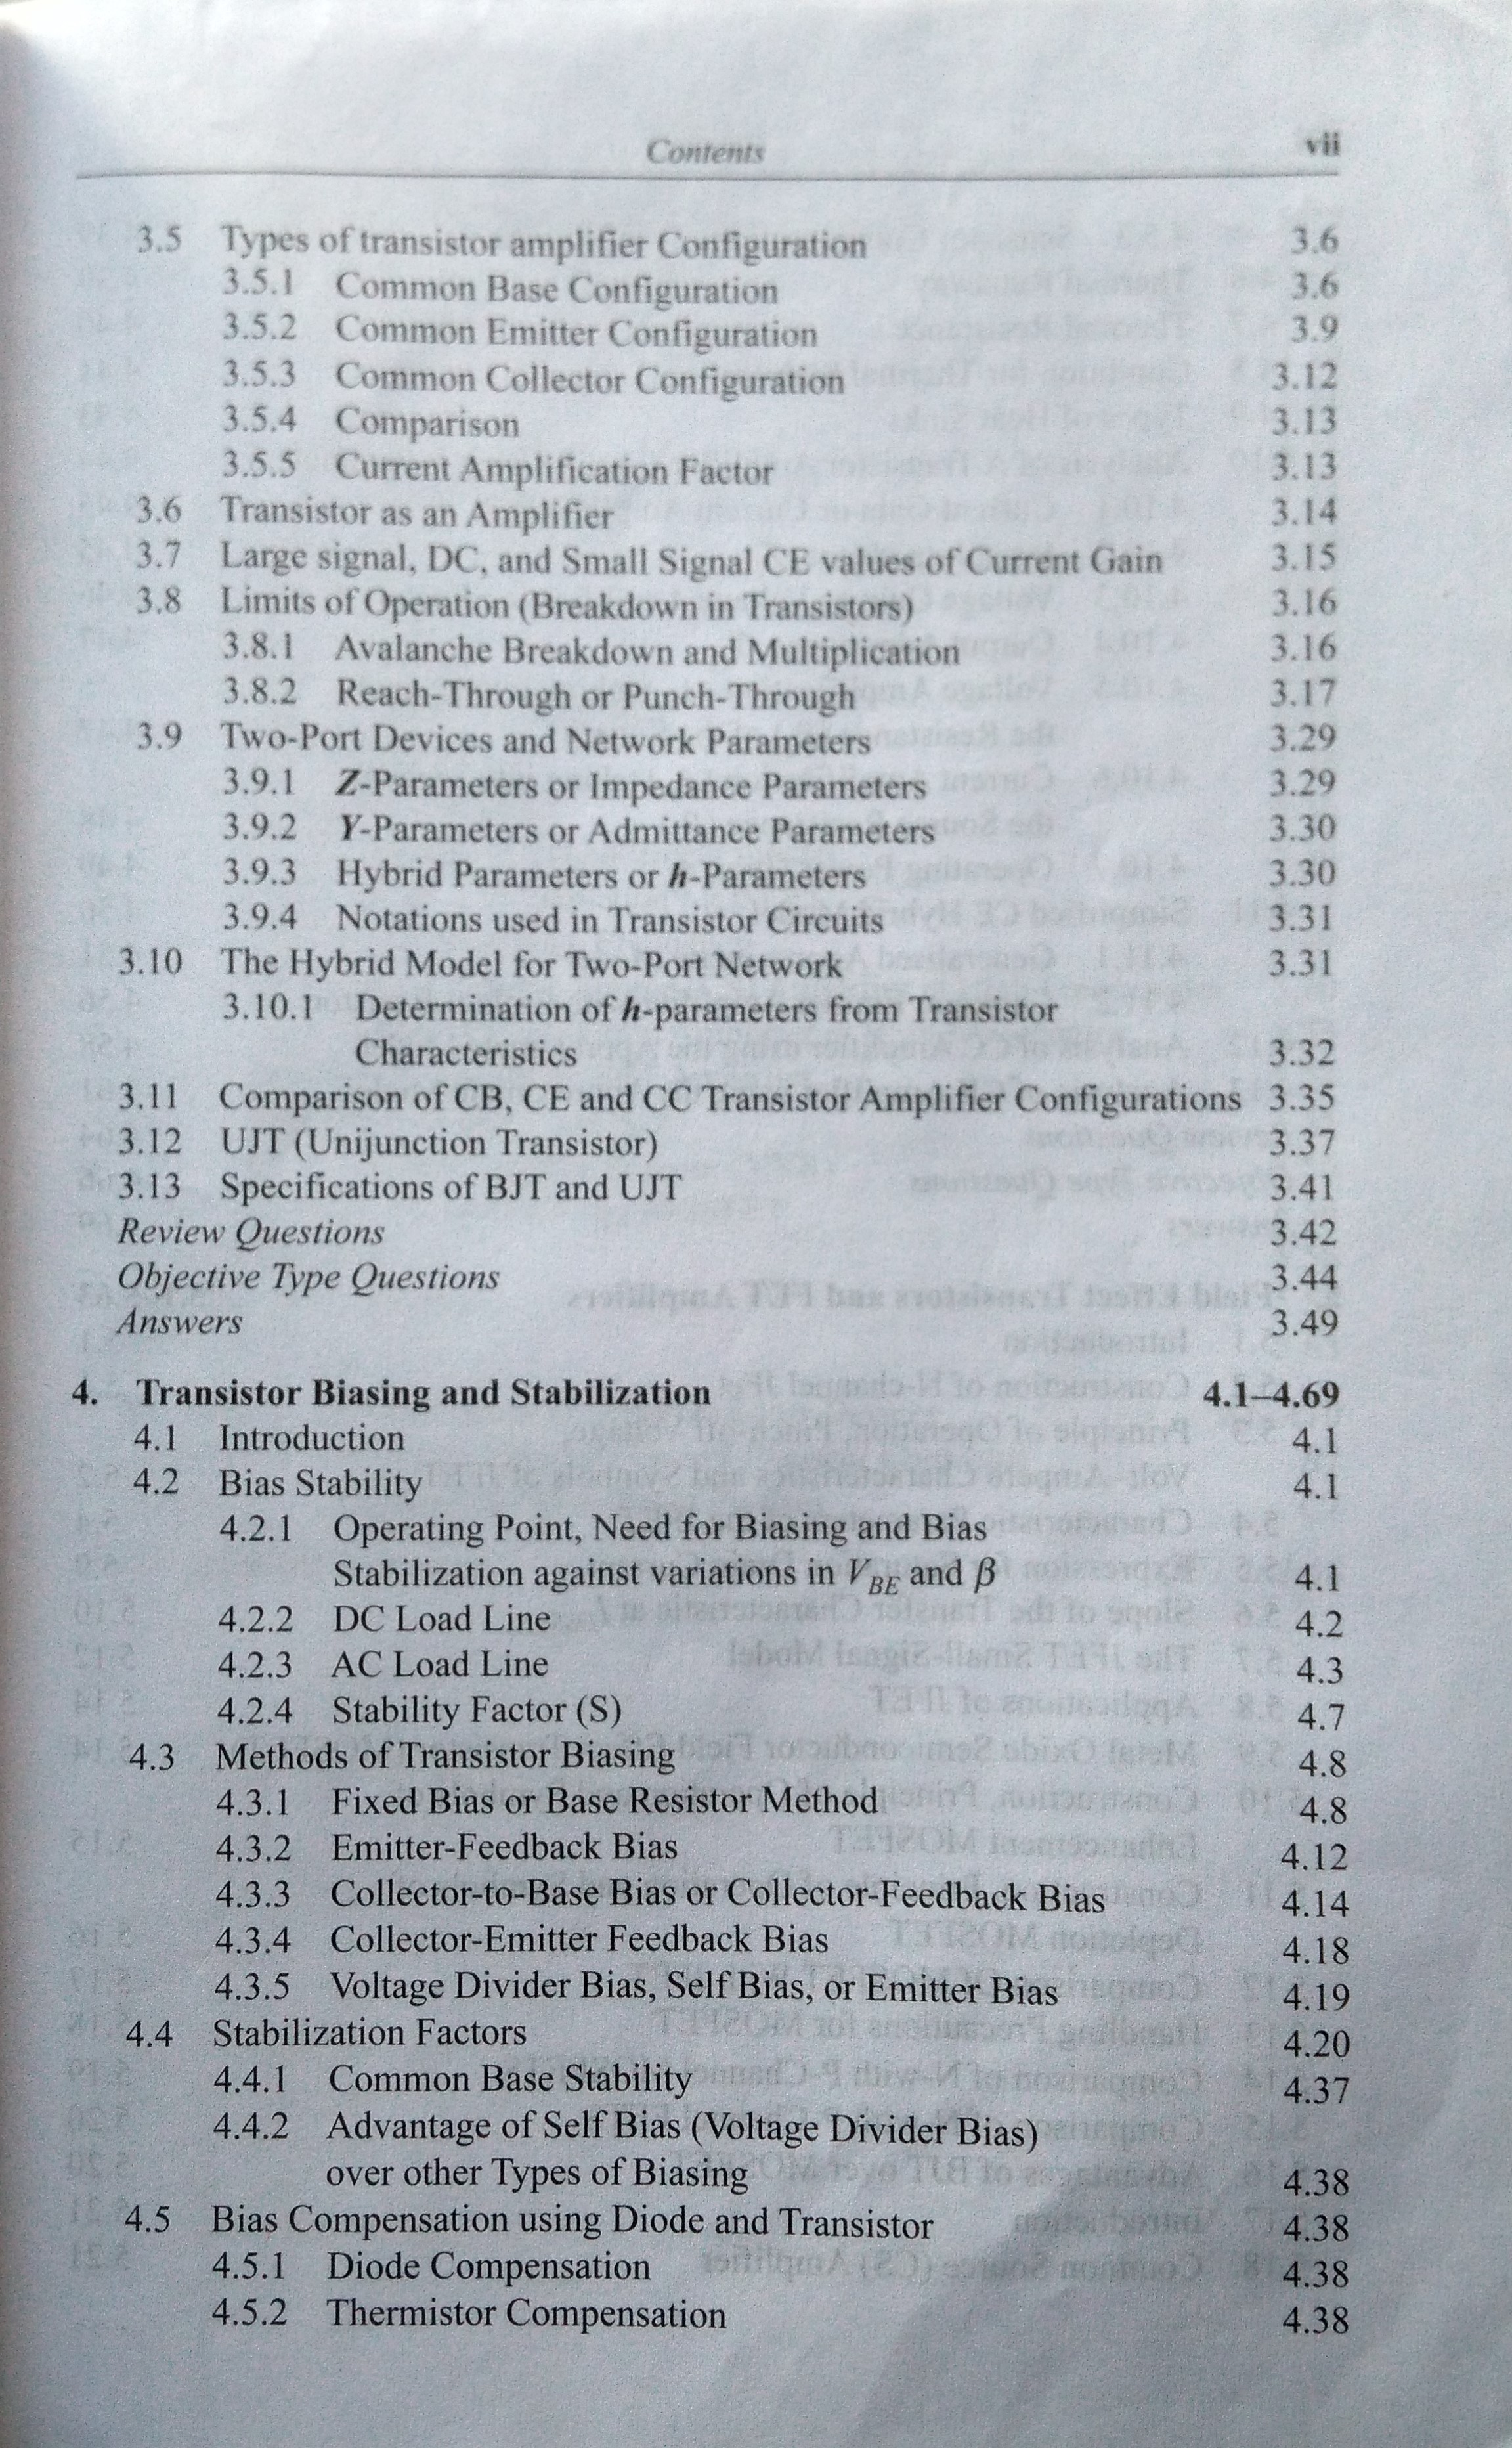 Contents vii
3.5 Types of transistor amplifier Configuration 3.6
3.5.1 Common Base Configuration 3.6
3.5.2 Common Emitter Configuration 3.9
3.5.3 Common Collector Configuration 3.12
3.5.4 Comparison 3.13
3.5.5 Current Amplification Factor 3.13
3.6 Transistor as an Amplifier 3.14
3.7 Large signal, DC, and Small Signal CE values of Current Gain 3.15
3.8 Limits of Operation (Breakdown in Transistors) 3.16
3.8.1 Avalanche Breakdown and Multiplication 3.16
3.8.2 Reach-Through or Punch-Through 3.17
3.9 Two-Port Devices and Network Parameters 3.29
3.9.1 Z-Parameters or Impedance Parameters 3.29
3.9.2 Y-Parameters or Admittance Parameters 3.30
3.9.3 Hybrid Parameters or h-Parameters 3.30
3.9.4 Notations used in Transistor Circuits 3.31
3.10 The Hybrid Model for Two-Port Network 3.31
3.10.1 Determination of h-parameters from Transistor
Characteristics 3.32
3.11 Comparison of CB, CE and CC Transistor Amplifier Configurations 3.35
3.12 UJT (Unijunction Transistor) 3.37
3.13 Specifications of BJT and UJT 3.41
Review Questions 3.42
Objective Type Questions 3.44
Answers 3.49
4. Transistor Biasing and Stabilization 4.1–4.69
4.1 Introduction 4.1
4.2 Bias Stability 4.1
4.2.1 Operating Point, Need for Biasing and Bias
Stabilization against variations in V_BE and β 4.1
4.2.2 DC Load Line 4.2
4.2.3 AC Load Line 4.3
4.2.4 Stability Factor (S) 4.7
4.3 Methods of Transistor Biasing 4.8
4.3.1 Fixed Bias or Base Resistor Method 4.8
4.3.2 Emitter-Feedback Bias 4.12
4.3.3 Collector-to-Base Bias or Collector-Feedback Bias 4.14
4.3.4 Collector-Emitter Feedback Bias 4.18
4.3.5 Voltage Divider Bias, Self Bias, or Emitter Bias 4.19
4.4 Stabilization Factors 4.20
4.4.1 Common Base Stability 4.37
4.4.2 Advantage of Self Bias (Voltage Divider Bias)
over other Types of Biasing 4.38
4.5 Bias Compensation using Diode and Transistor 4.38
4.5.1 Diode Compensation 4.38
4.5.2 Thermistor Compensation 4.38